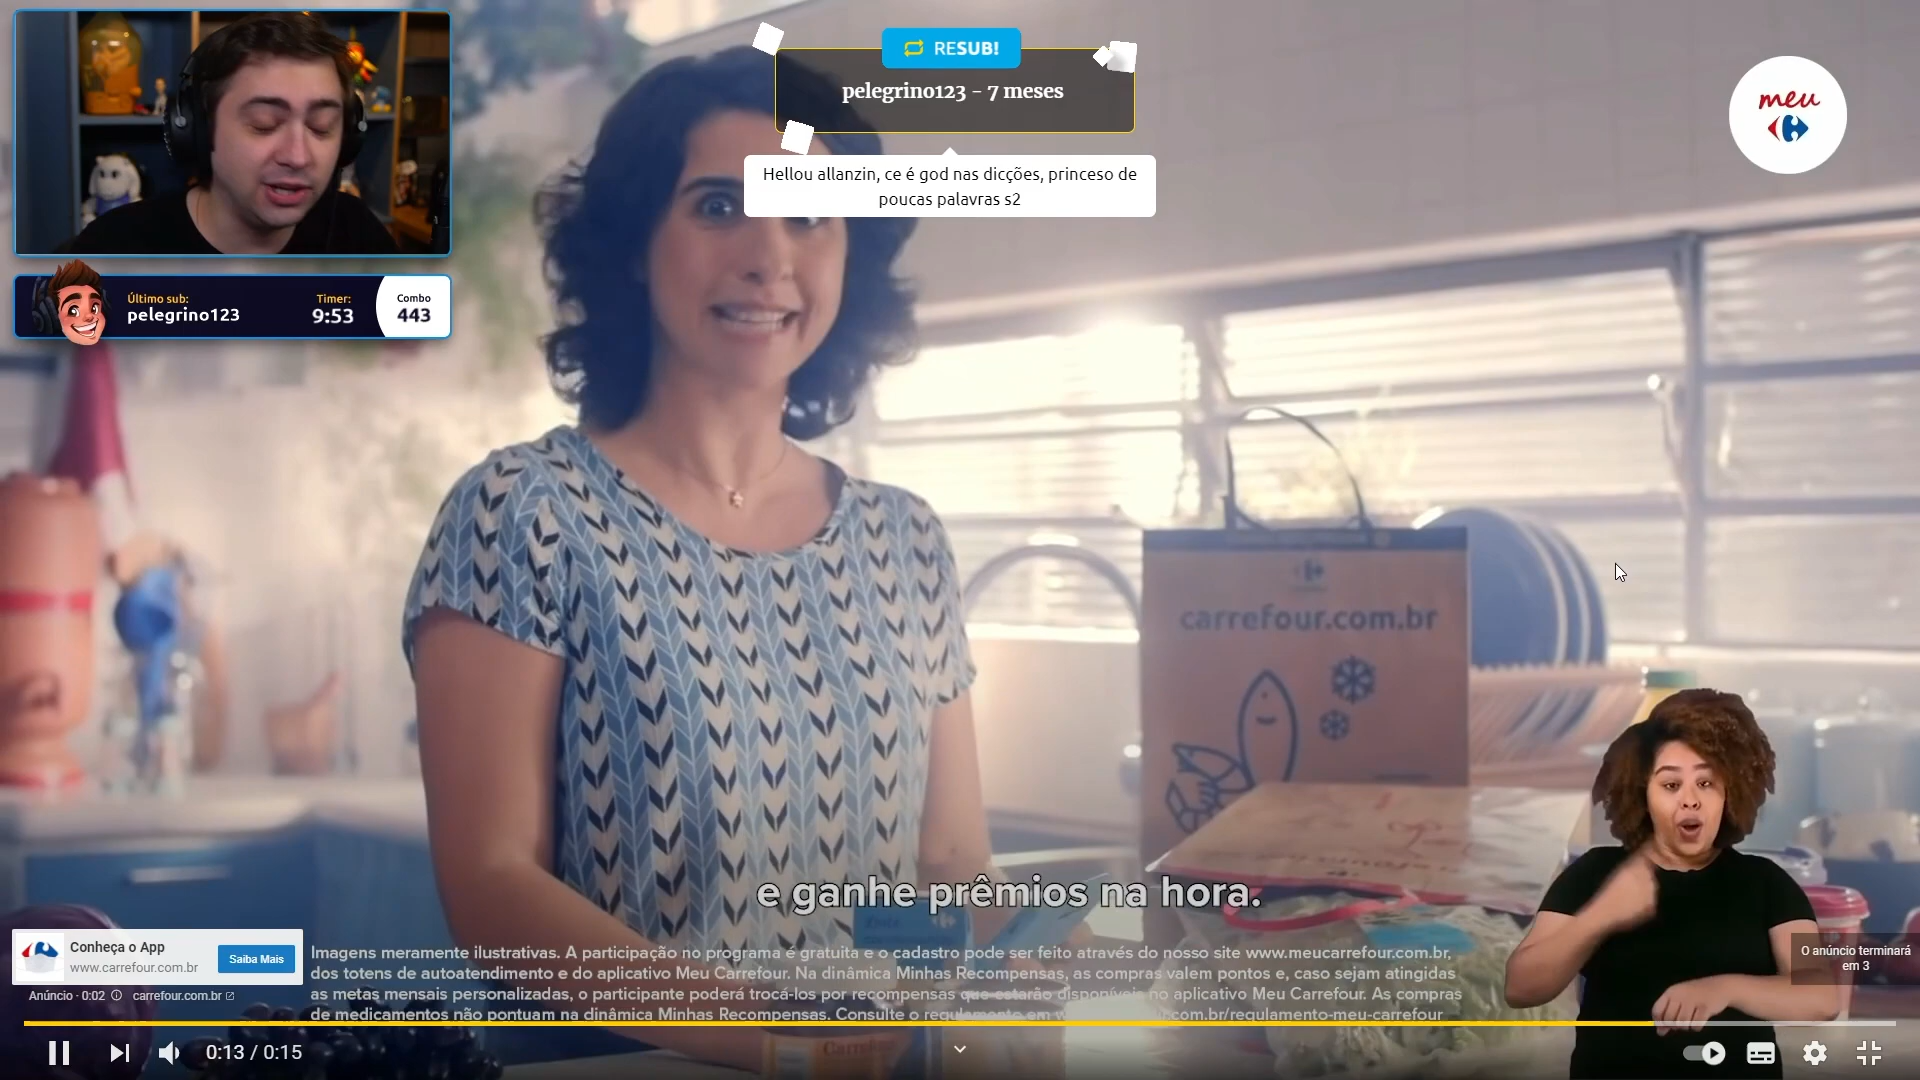 RESUB!
pelegrino123 - 7 meses
Hellou allanzin, ce é god nas dicções, princeso de
poucas palavras s2
meu
Último sub:
pelegrino123
Timer:
9:53
Combo
443
carrefour.com.br
e ganhe prêmios na hora.
Conheça o App
www.carrefour.com.br
Saiba Mais
Anúncio · 0:02
carrefour.com.br
Imagens meramente ilustrativas. A participação no programa é gratuita e o cadastro pode ser feito através do nosso site www.meucarrefour.com.br,
dos totens de autoatendimento e do aplicativo Meu Carrefour. Na dinâmica Minhas Recompensas, as compras valem pontos e, caso sejam atingidas
as metas mensais personalizadas, o participante poderá trocá-los por recompensas que estarão disponíveis no aplicativo Meu Carrefour. As compras
de medicamentos não pontuam na dinâmica Minhas Recompensas. Consulte o regulamento em
.com.br/regulamento-meu-carrefour
O anúncio terminará
em 3
0:13 / 0:15